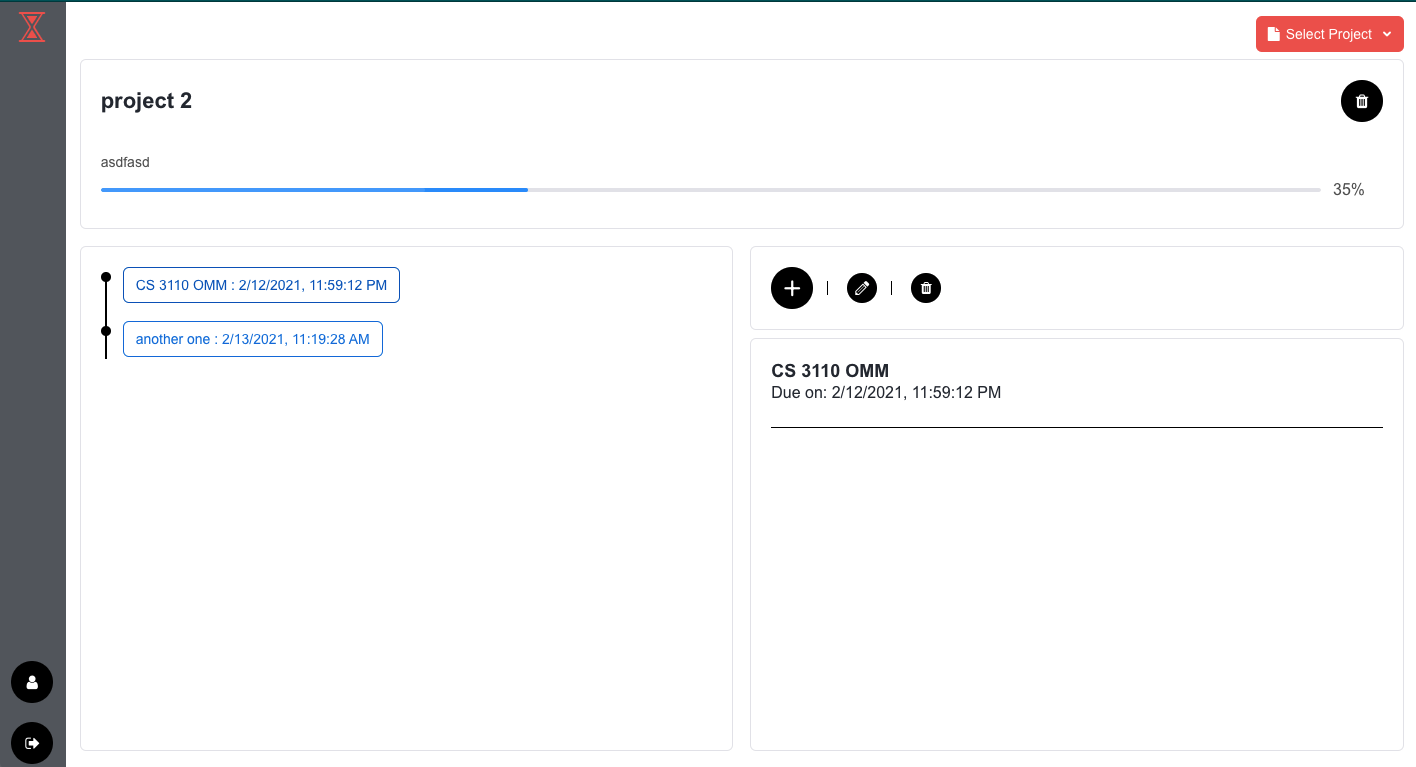 Select Project
project 2
asdfasd
35%
CS 3110 OMM : 2/12/2021, 11:59:12 PM
another one : 2/13/2021, 11:19:28 AM
CS 3110 OMM
Due on: 2/12/2021, 11:59:12 PM